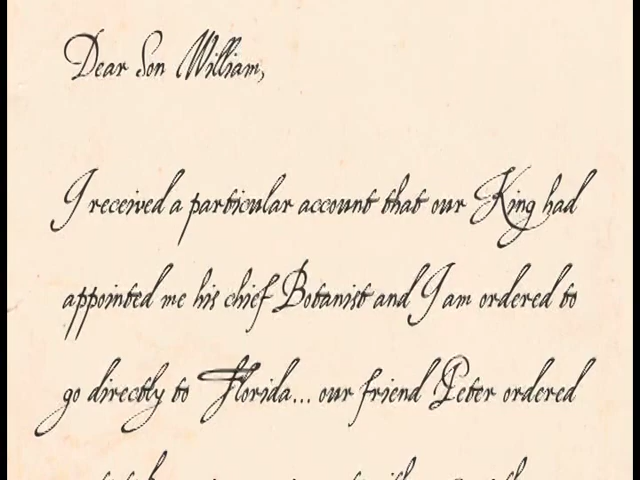 Dear Son William,
I received a particular account that our King had
appointed me his chief Botanist and I am ordered to
go directly to Florida... our friend Peter ordered